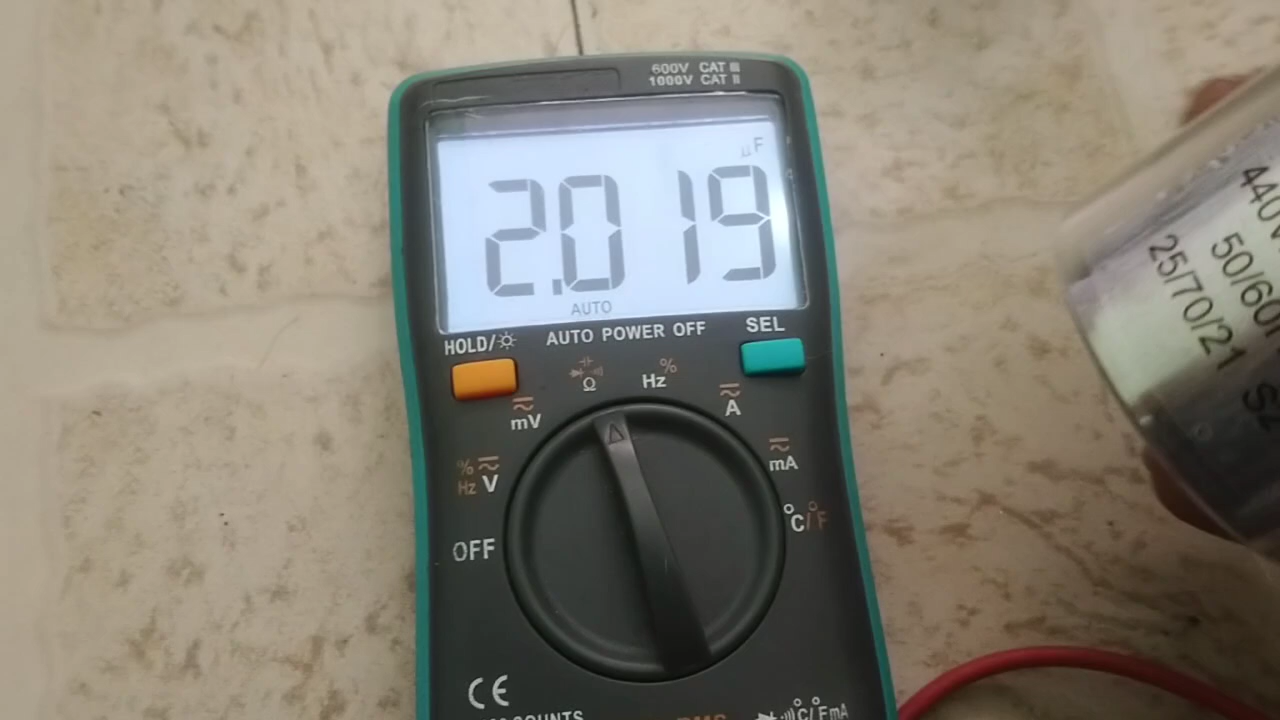 600V CAT III
1000V CAT II
µF
2.019
AUTO
HOLD/
AUTO POWER OFF
SEL
Ω
Hz %
mV
A
% Hz V
mA
OFF
°C/°F
CE
COUNTS
°C/°F mA
440V
50/60
25/70/21